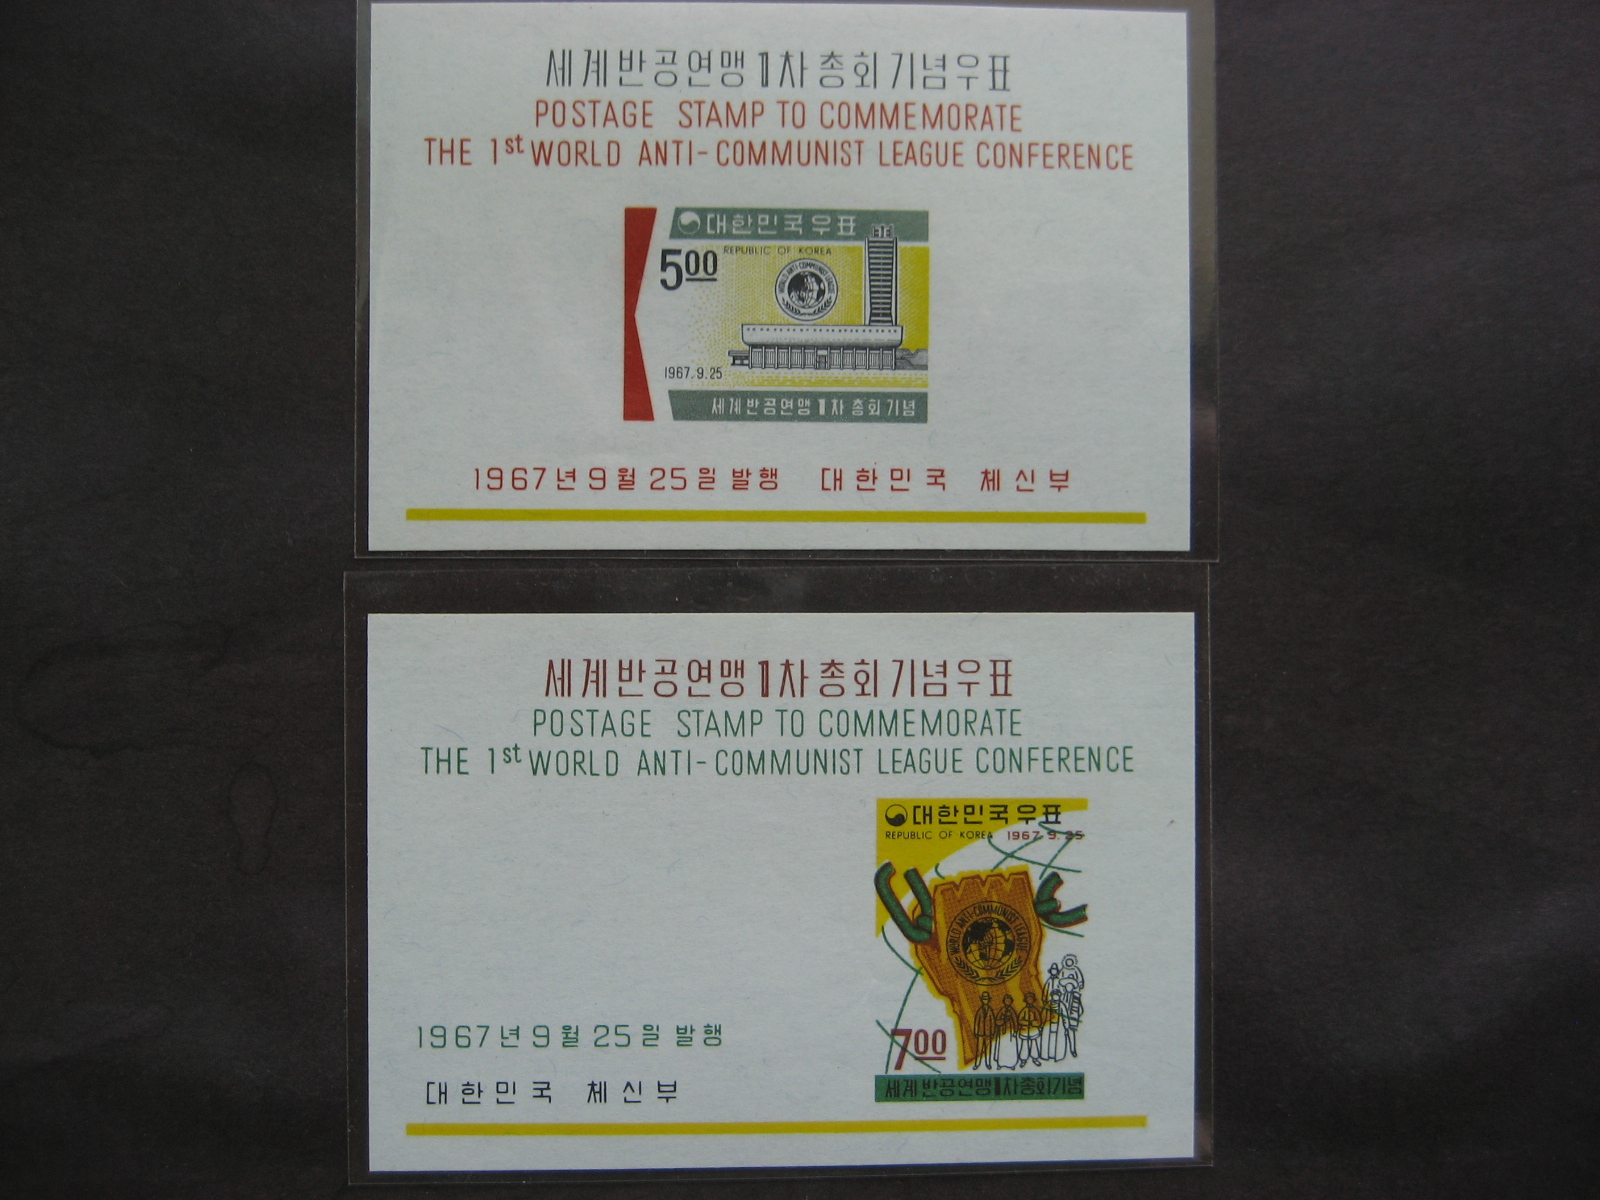 세계반공연맹 1차 총회 기념우표
POSTAGE STAMP TO COMMEMORATE
THE 1st WORLD ANTI-COMMUNIST LEAGUE CONFERENCE
대한민국우표
REPUBLIC OF KOREA
500
WORLD ANTI-COMMUNIST LEAGUE
1967.9.25
세계반공연맹 1차 총회기념
1967년 9월 25일 발행 대한민국 체신부
세계반공연맹 1차 총회 기념우표
POSTAGE STAMP TO COMMEMORATE
THE 1st WORLD ANTI-COMMUNIST LEAGUE CONFERENCE
대한민국우표
REPUBLIC OF KOREA 1967.9.25
WORLD ANTI-COMMUNIST LEAGUE
700
세계반공연맹1차총회기념
1967년 9월 25일 발행
대한민국 체신부